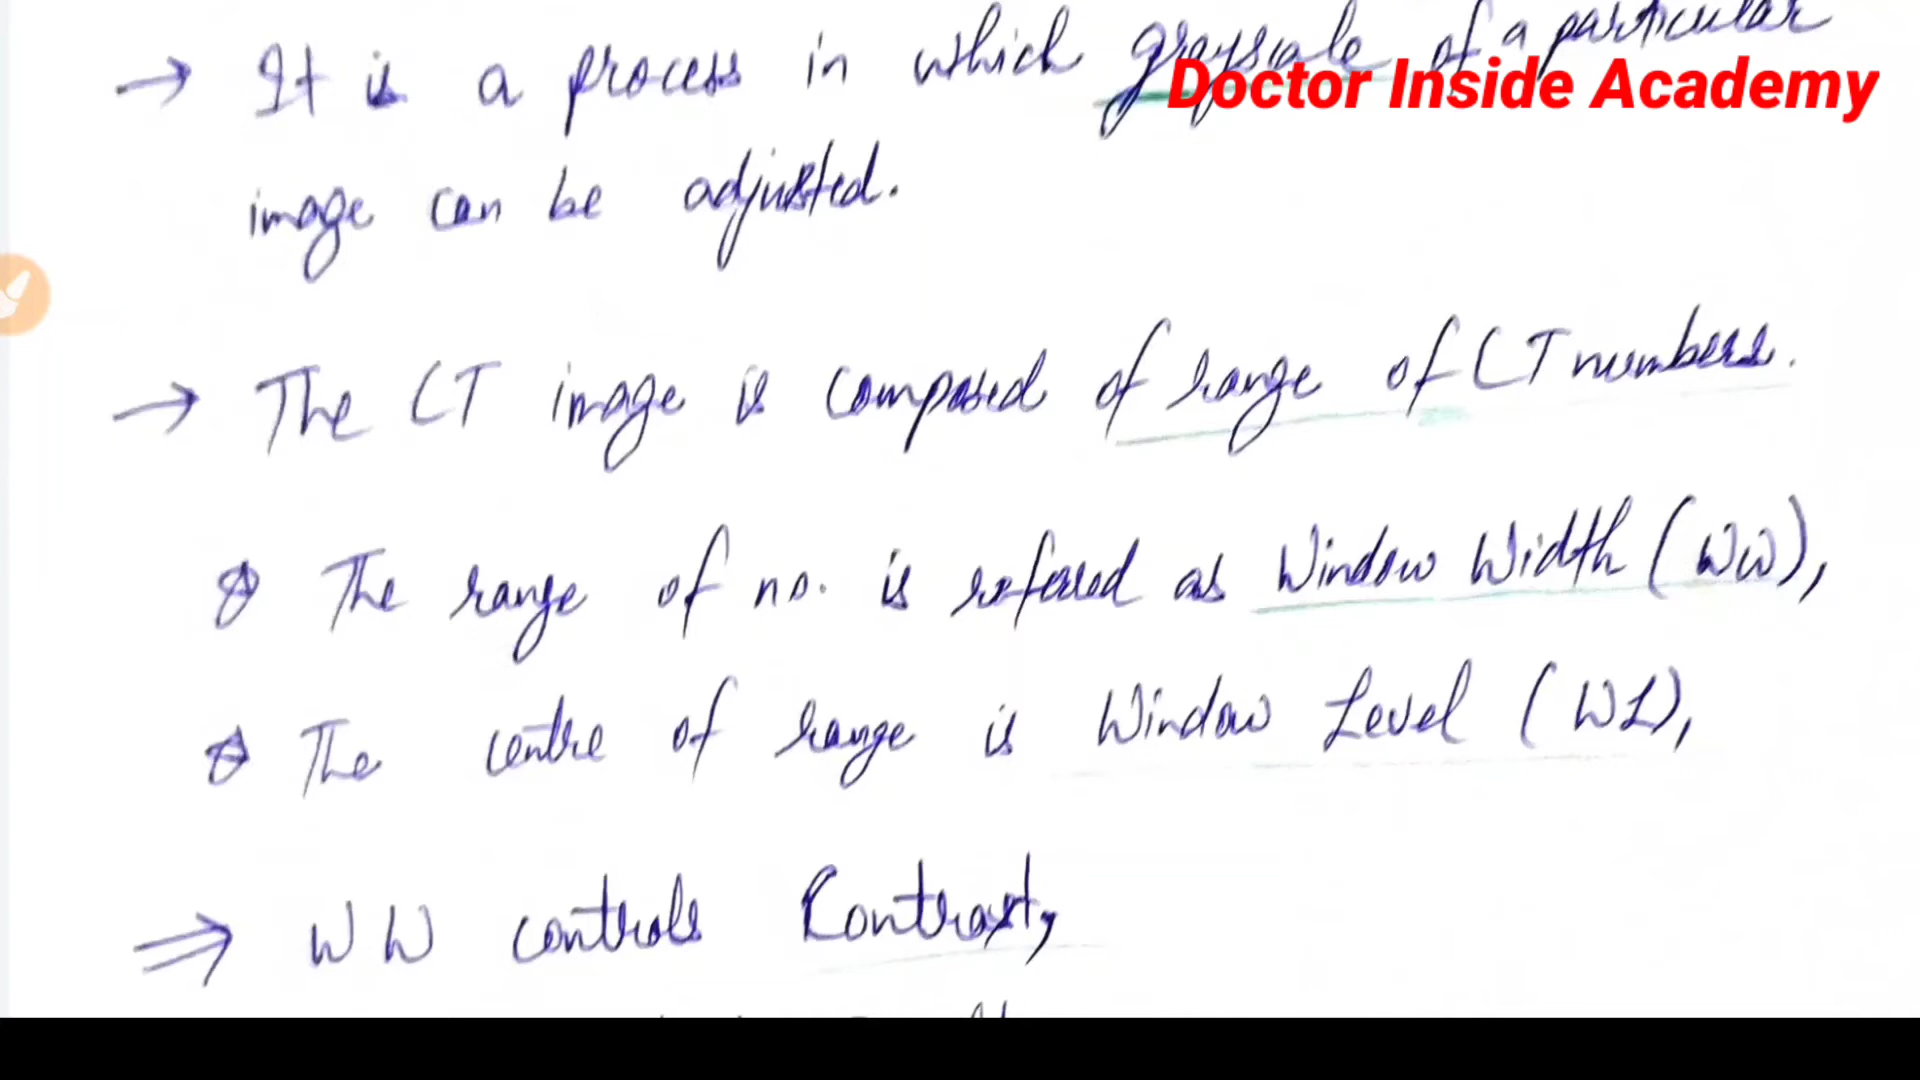 → It is a process in which grayscale of a particular
Doctor Inside Academy
image can be adjusted.
→ The CT image is composed of range of CT numbers.
☆ The range of no. is refered as Window Width (WW),
☆ The centre of range is Window Level (WL),
⇒ WW controls Contrast,